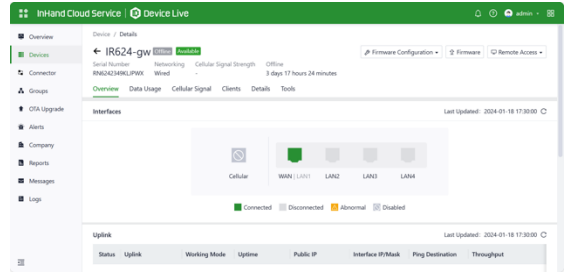 InHand Cloud Service | Device Live
admin
Overview
Devices
Connector
Groups
OTA Upgrade
Alerts
Company
Reports
Messages
Logs
Device / Details
← IR624-gw Offline Available
Firmware Configuration
Firmware
Remote Access
Serial Number Networking Cellular Signal Strength Offline
Wired - 3 days 17 hours 24 minutes
Overview Data Usage Cellular Signal Clients Details Tools
Interfaces Last Updated: 2024-01-18 17:30:00
Cellular WAN | LAN1 LAN2 LAN3 LAN4
Connected Disconnected Abnormal Disabled
Uplink Last Updated: 2024-01-18 17:30:00
Status Uplink Working Mode Uptime Public IP Interface IP/Mask Ping Destination Throughput